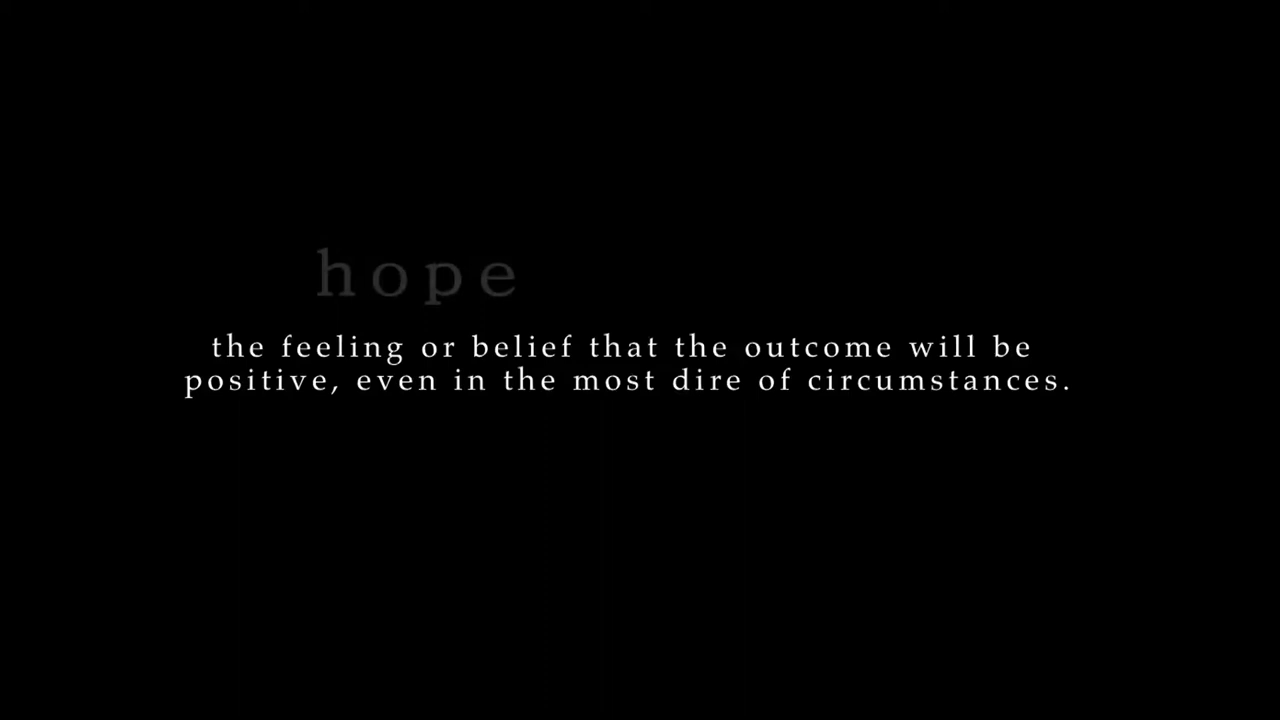 hope
the feeling or belief that the outcome will be
positive, even in the most dire of circumstances.